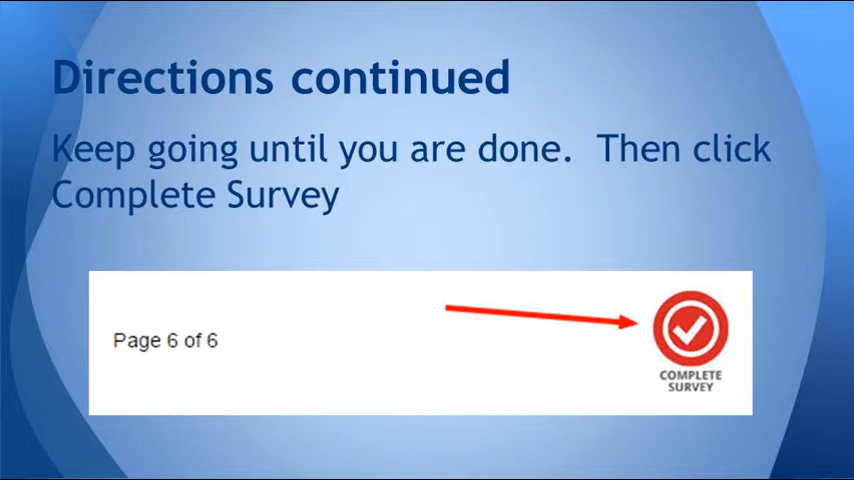 Directions continued
Keep going until you are done.  Then click
Complete Survey
Page 6 of 6
COMPLETE
SURVEY